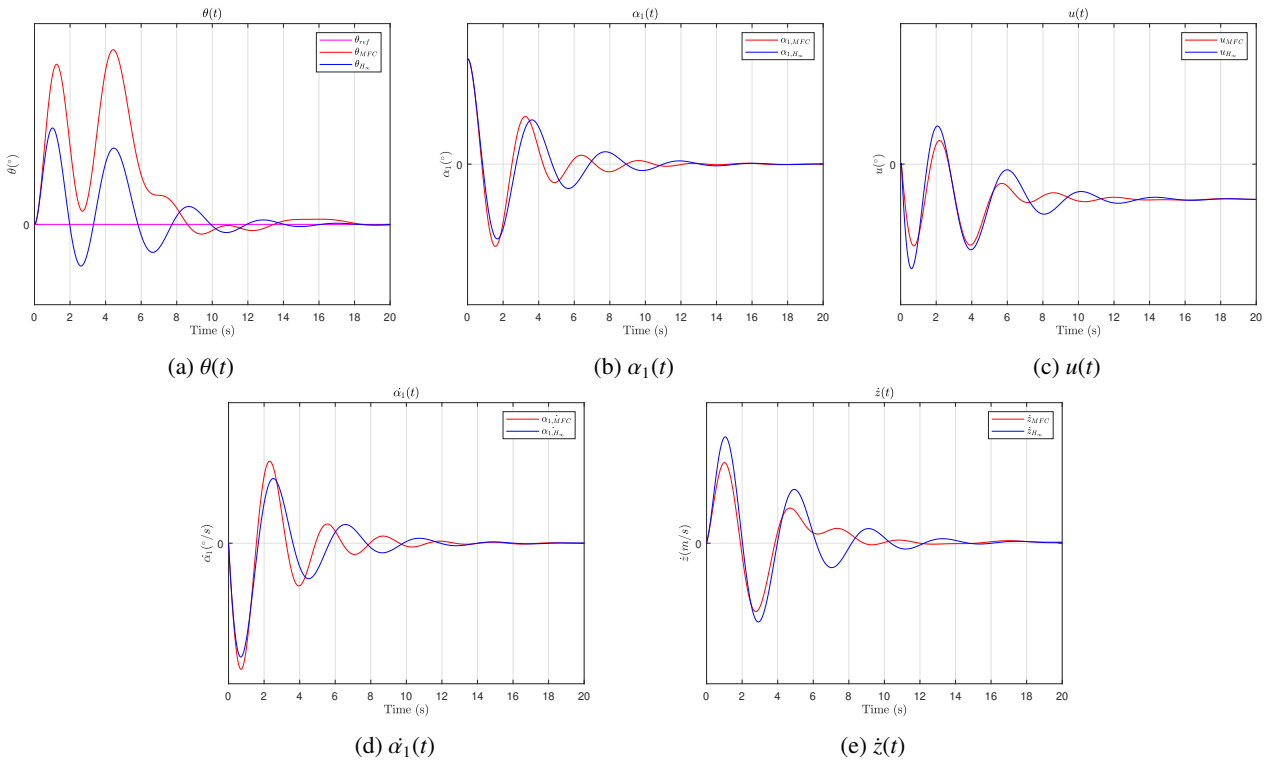 θ(t)
θ(°)
θ_ref
θ_MFC
θ_H∞
0
0 2 4 6 8 10 12 14 16 18 20
Time (s)
(a) θ(t)
α₁(t)
α₁(°)
α₁,MFC
α₁,H∞
0
0 2 4 6 8 10 12 14 16 18 20
Time (s)
(b) α₁(t)
u(t)
u(°)
u_MFC
u_H∞
0
0 2 4 6 8 10 12 14 16 18 20
Time (s)
(c) u(t)
α̇₁(t)
α̇₁(°/s)
α̇₁,MFC
α̇₁,H∞
0
0 2 4 6 8 10 12 14 16 18 20
Time (s)
(d) α̇₁(t)
ż(t)
ż(m/s)
ż_MFC
ż_H∞
0
0 2 4 6 8 10 12 14 16 18 20
Time (s)
(e) ż(t)